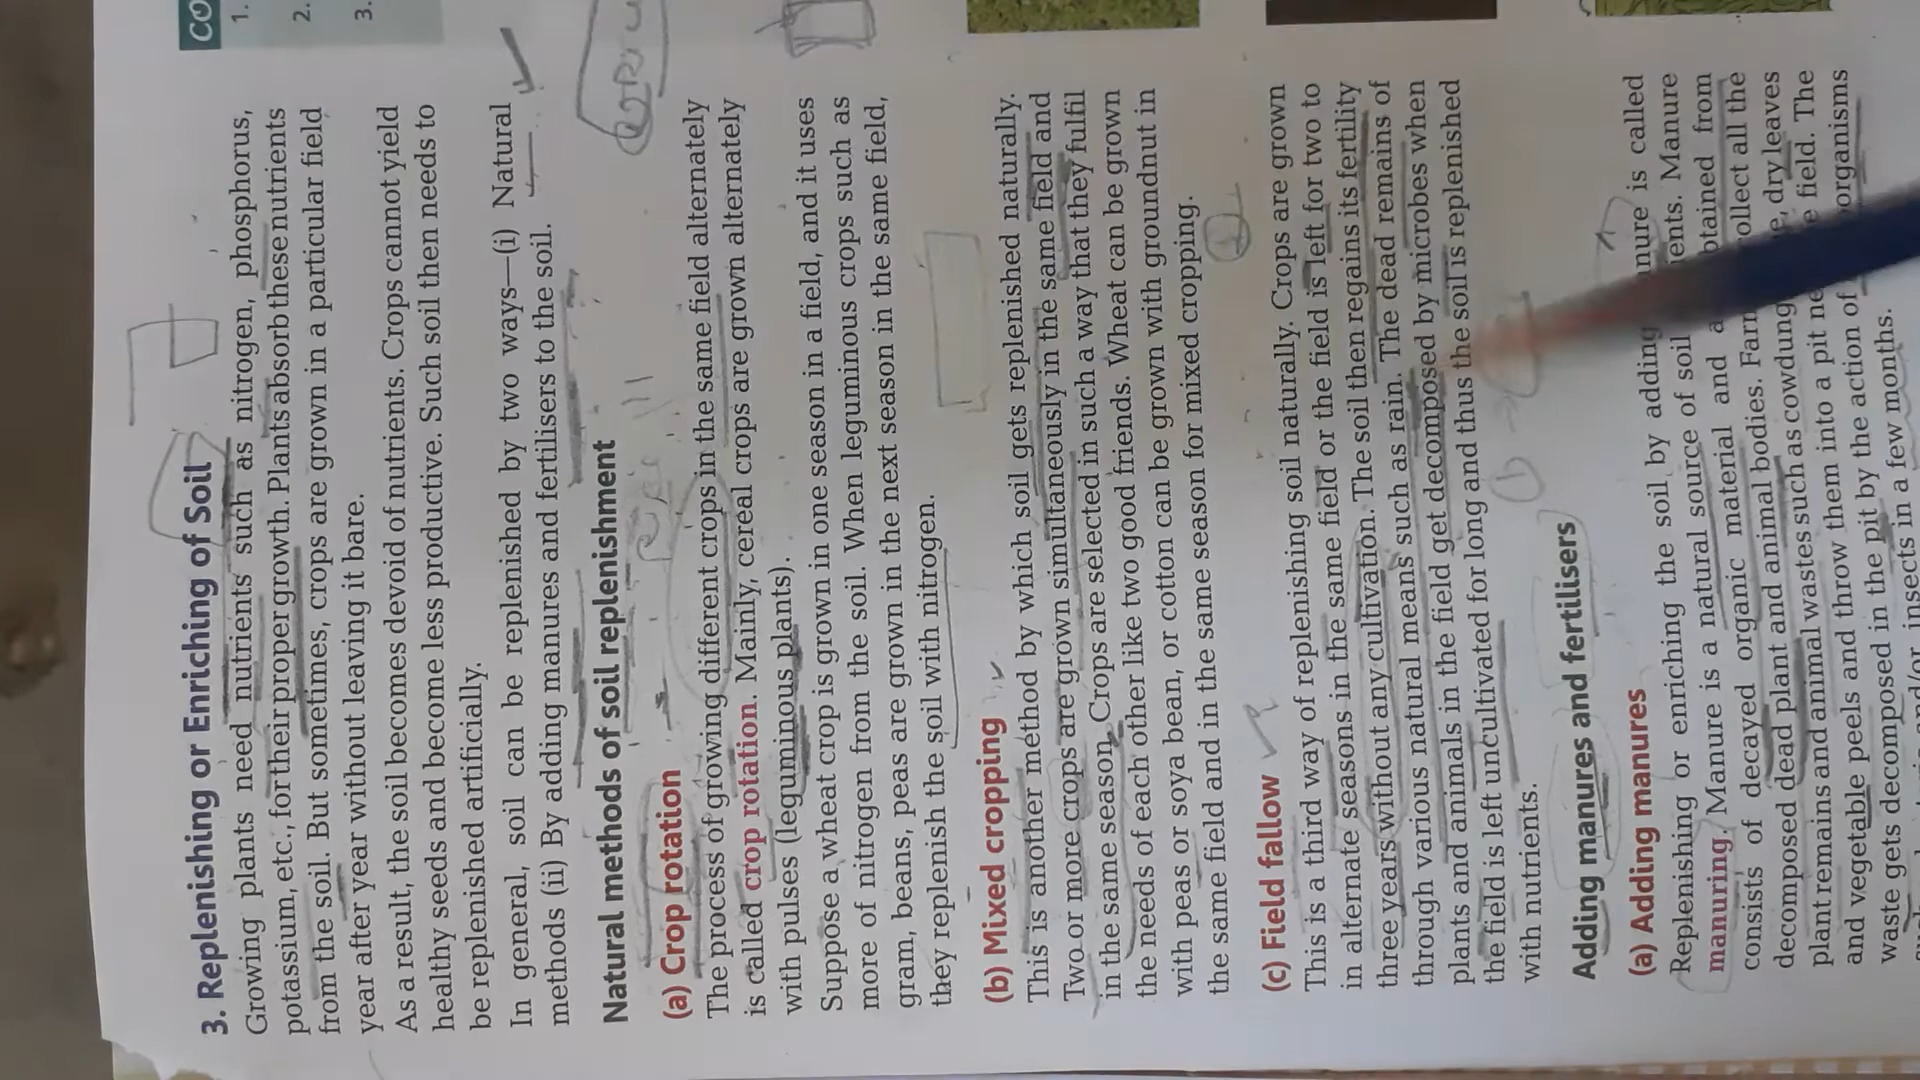 CO
1.
2.
3.
3. Replenishing or Enriching of Soil
Growing plants need nutrients such as nitrogen, phosphorus,
potassium, etc., for their proper growth. Plants absorb these nutrients
from the soil. But sometimes, crops are grown in a particular field
year after year without leaving it bare.
As a result, the soil becomes devoid of nutrients. Crops cannot yield
healthy seeds and become less productive. Such soil then needs to
be replenished artificially.
In general, soil can be replenished by two ways—(i) Natural
methods (ii) By adding manures and fertilisers to the soil.
Natural methods of soil replenishment
(a) Crop rotation
The process of growing different crops in the same field alternately
is called crop rotation. Mainly, cereal crops are grown alternately
with pulses (leguminous plants).
Suppose a wheat crop is grown in one season in a field, and it uses
more of nitrogen from the soil. When leguminous crops such as
gram, beans, peas are grown in the next season in the same field,
they replenish the soil with nitrogen.
(b) Mixed cropping
This is another method by which soil gets replenished naturally.
Two or more crops are grown simultaneously in the same field and
in the same season. Crops are selected in such a way that they fulfil
the needs of each other like two good friends. Wheat can be grown
with peas or soya bean, or cotton can be grown with groundnut in
the same field and in the same season for mixed cropping.
(c) Field fallow
This is a third way of replenishing soil naturally. Crops are grown
in alternate seasons in the same field or the field is left for two to
three years without any cultivation. The soil then regains its fertility
through various natural means such as rain. The dead remains of
plants and animals in the field get decomposed by microbes when
the field is left uncultivated for long and thus the soil is replenished
with nutrients.
Adding manures and fertilisers
(a) Adding manures
Replenishing or enriching the soil by adding is called
manuring. Manure is a natural source of soil Manure
consists of decayed organic material and from
decomposed dead plant and animal bodies. all the
plant remains and animal wastes such as cowdung dry leaves
and vegetable peels and throw them into a pit field. The
waste gets decomposed in the pit by the action of
insects in a few months.